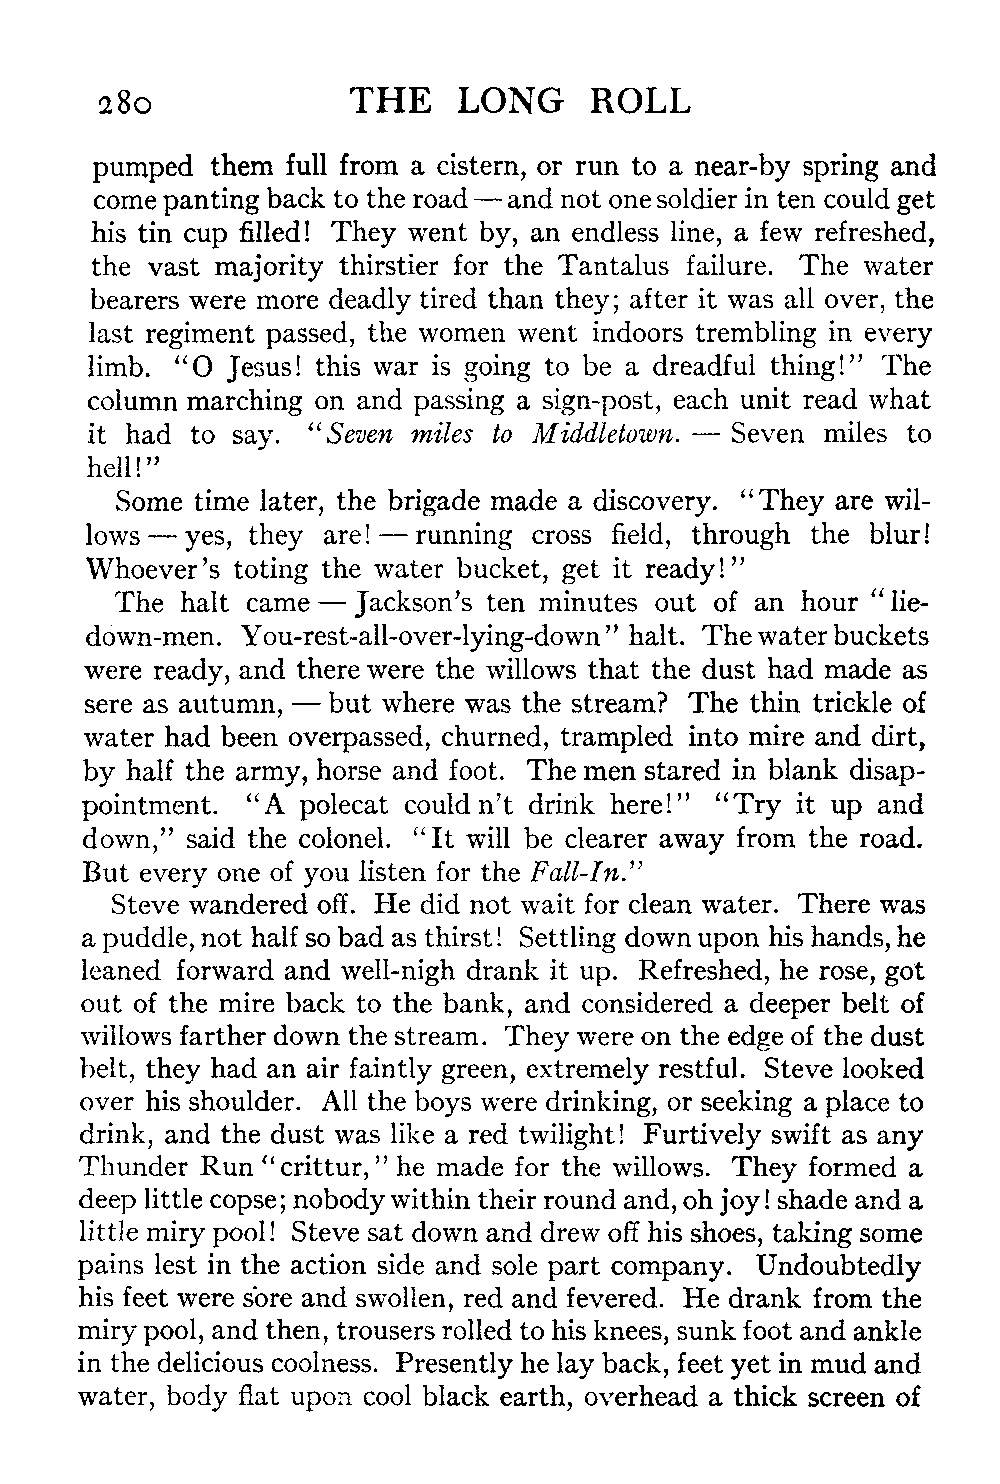 280 THE LONG ROLL
pumped them full from a cistern, or run to a near-by spring and
come panting back to the road — and not one soldier in ten could get
his tin cup filled! They went by, an endless line, a few refreshed,
the vast majority thirstier for the Tantalus failure. The water
bearers were more deadly tired than they; after it was all over, the
last regiment passed, the women went indoors trembling in every
limb. "O Jesus! this war is going to be a dreadful thing!" The
column marching on and passing a sign-post, each unit read what
it had to say. "Seven miles to Middletown. — Seven miles to
hell!"
Some time later, the brigade made a discovery. "They are wil-
lows — yes, they are! — running cross field, through the blur!
Whoever's toting the water bucket, get it ready!"
The halt came — Jackson's ten minutes out of an hour "lie-
down-men. You-rest-all-over-lying-down" halt. The water buckets
were ready, and there were the willows that the dust had made as
sere as autumn, — but where was the stream? The thin trickle of
water had been overpassed, churned, trampled into mire and dirt,
by half the army, horse and foot. The men stared in blank disap-
pointment. "A polecat could n't drink here!" "Try it up and
down," said the colonel. "It will be clearer away from the road.
But every one of you listen for the Fall-In."
Steve wandered off. He did not wait for clean water. There was
a puddle, not half so bad as thirst! Settling down upon his hands, he
leaned forward and well-nigh drank it up. Refreshed, he rose, got
out of the mire back to the bank, and considered a deeper belt of
willows farther down the stream. They were on the edge of the dust
belt, they had an air faintly green, extremely restful. Steve looked
over his shoulder. All the boys were drinking, or seeking a place to
drink, and the dust was like a red twilight! Furtively swift as any
Thunder Run "crittur," he made for the willows. They formed a
deep little copse; nobody within their round and, oh joy! shade and a
little miry pool! Steve sat down and drew off his shoes, taking some
pains lest in the action side and sole part company. Undoubtedly
his feet were sore and swollen, red and fevered. He drank from the
miry pool, and then, trousers rolled to his knees, sunk foot and ankle
in the delicious coolness. Presently he lay back, feet yet in mud and
water, body flat upon cool black earth, overhead a thick screen of